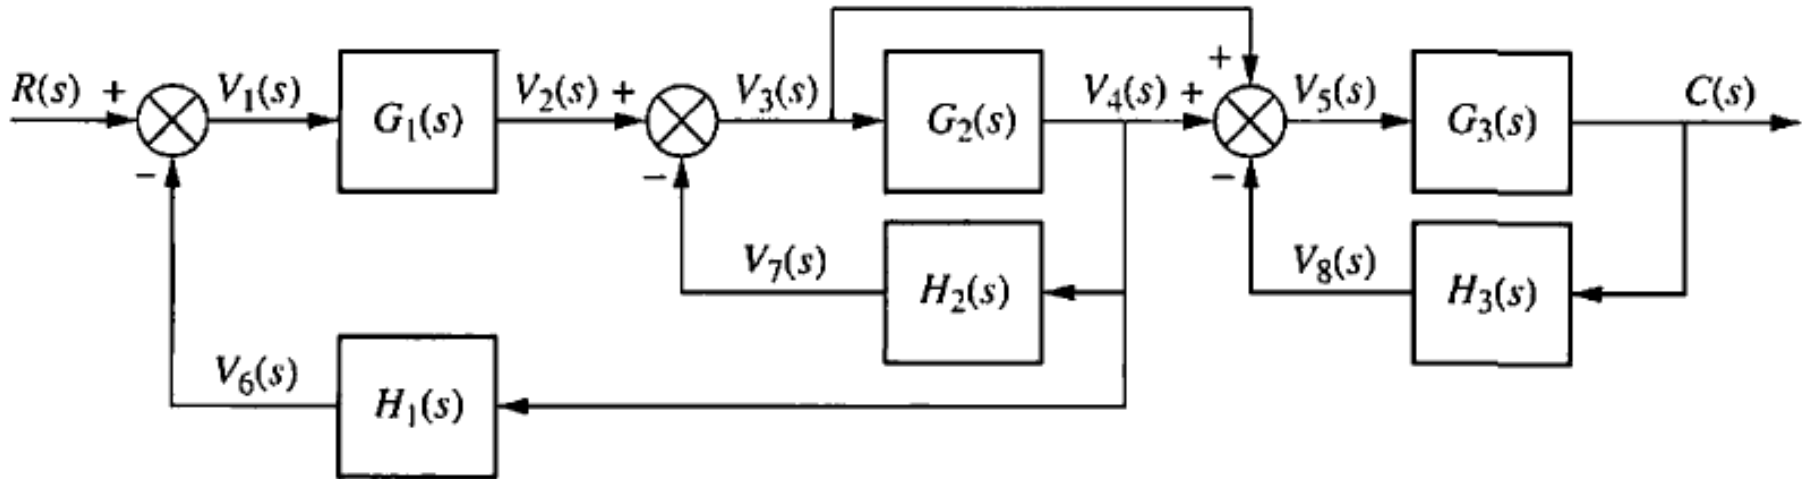 R(s) + V₁(s) G₁(s) V₂(s) + V₃(s) G₂(s) V₄(s) + + V₅(s) G₃(s) C(s)
− − −
V₇(s) H₂(s) V₈(s) H₃(s)
V₆(s) H₁(s)